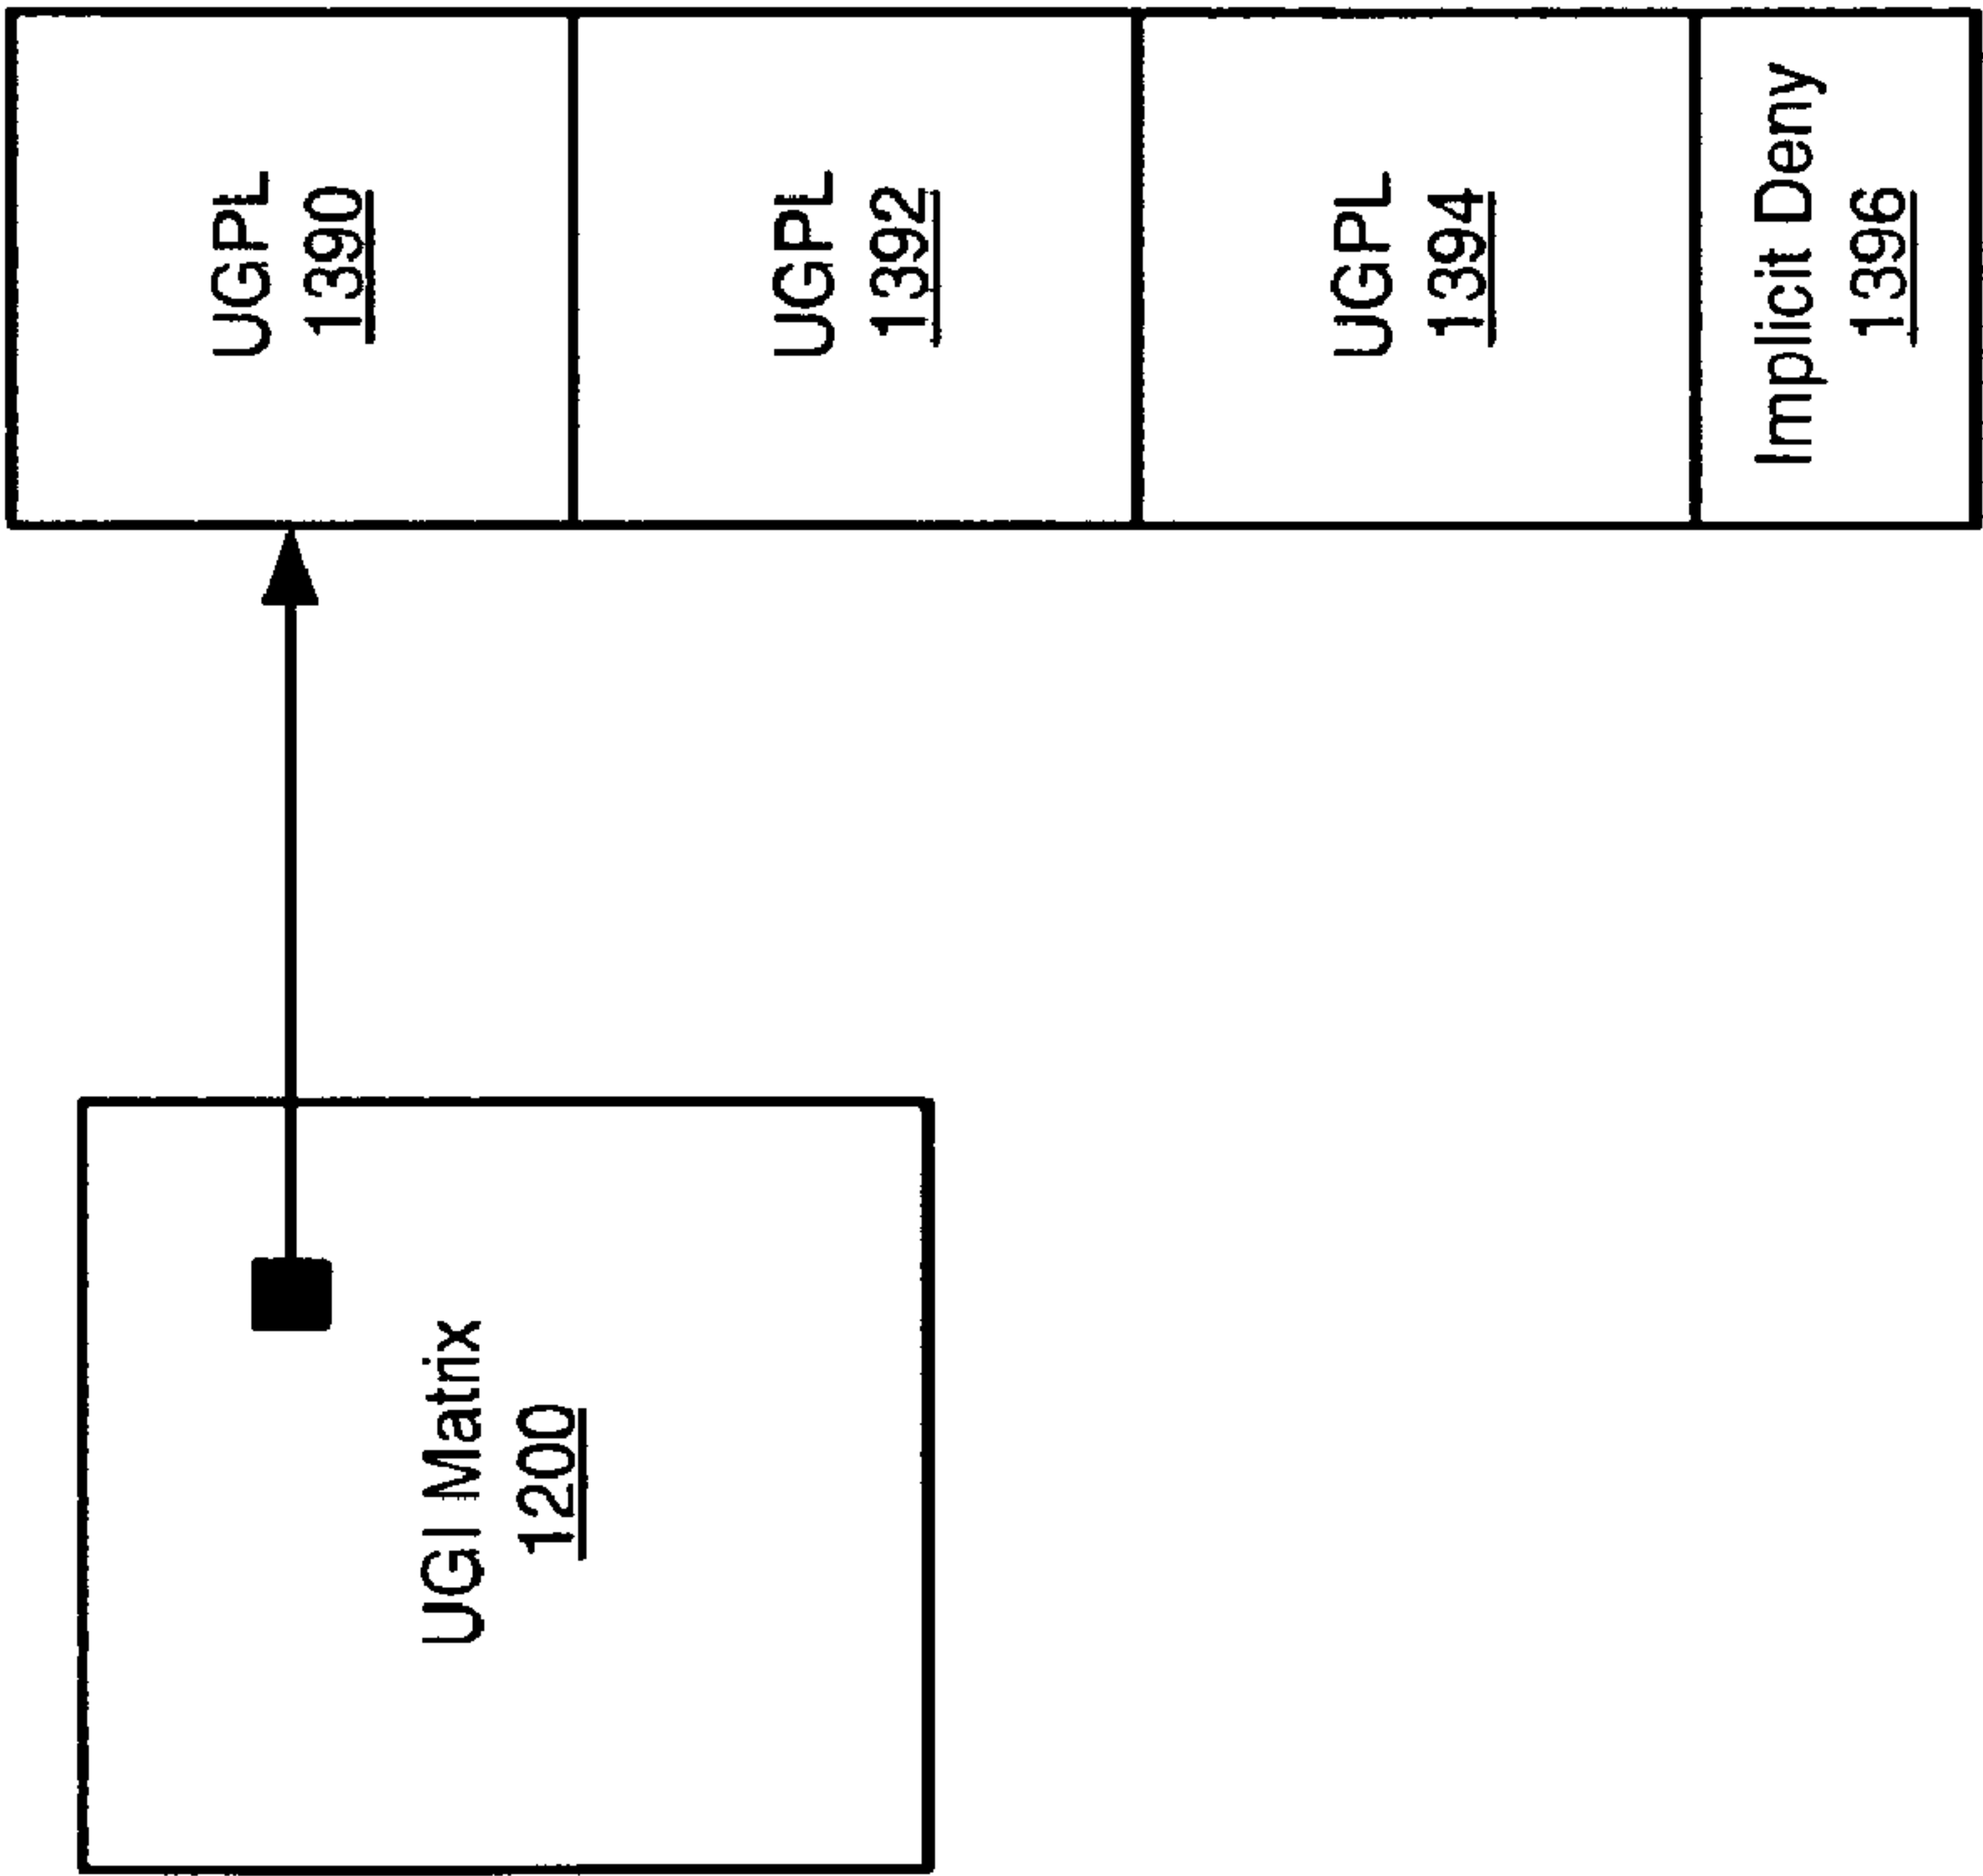 UGI Matrix
1200
UGPL
1390
UGPL
1392
UGPL
1394
Implicit Deny
1396